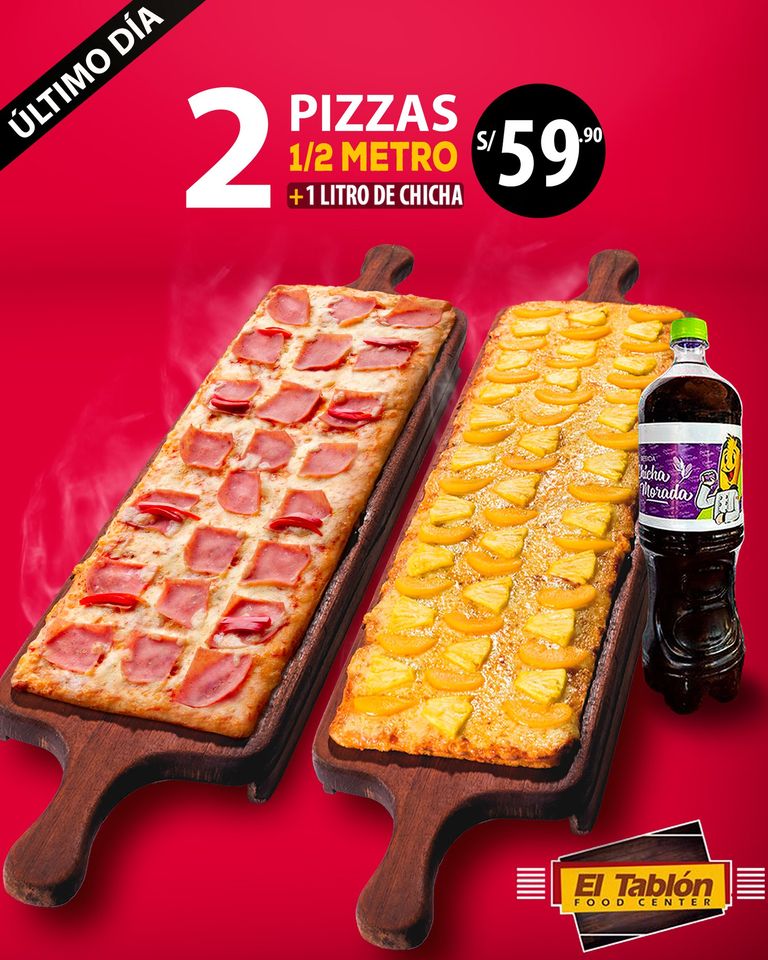 ÚLTIMO DÍA
2 PIZZAS
1/2 METRO
+1 LITRO DE CHICHA
S/ 59.90
BEBIDA
Chicha
Morada
El Tablón
FOOD CENTER